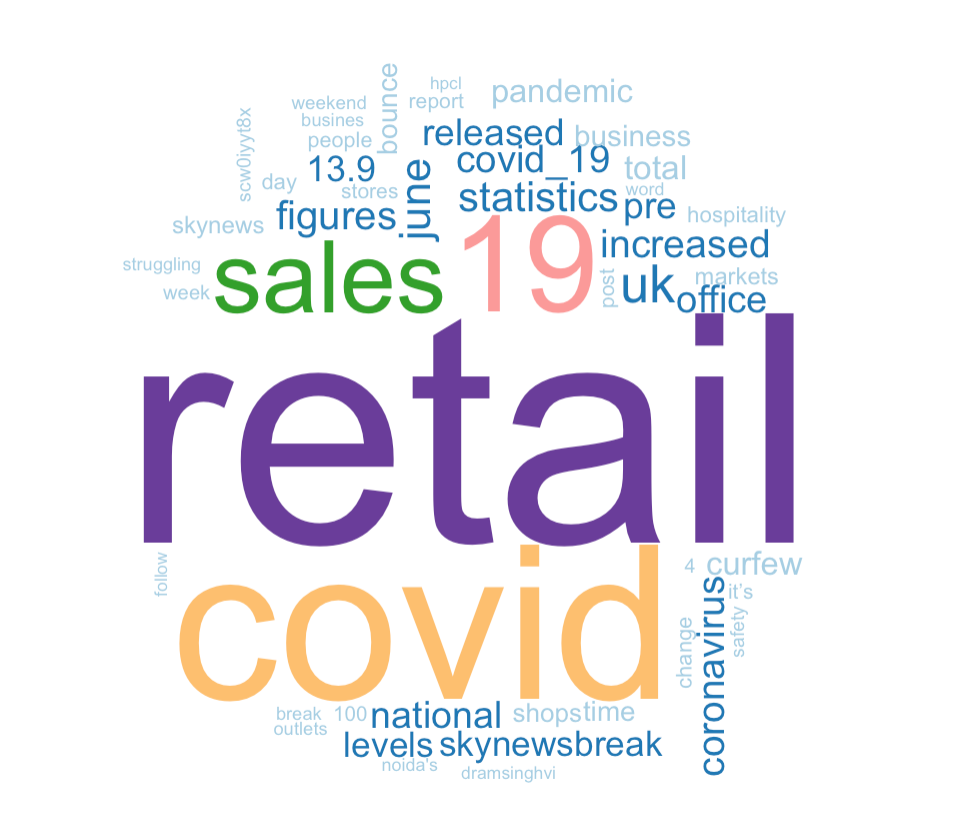 hpcl
weekend
report
pandemic
bounce
busines
scw0iyyt8x
people
released
business
13.9
covid_19
total
day
stores
june
statistics
word
pre
skynews
figures
hospitality
19
increased
struggling
sales
week
post
uk
markets
office
retail
follow
covid
4
curfew
it's
coronavirus
safety
change
break
100
national
shops
time
outlets
levels
skynewsbreak
noida's
dramsinghvi